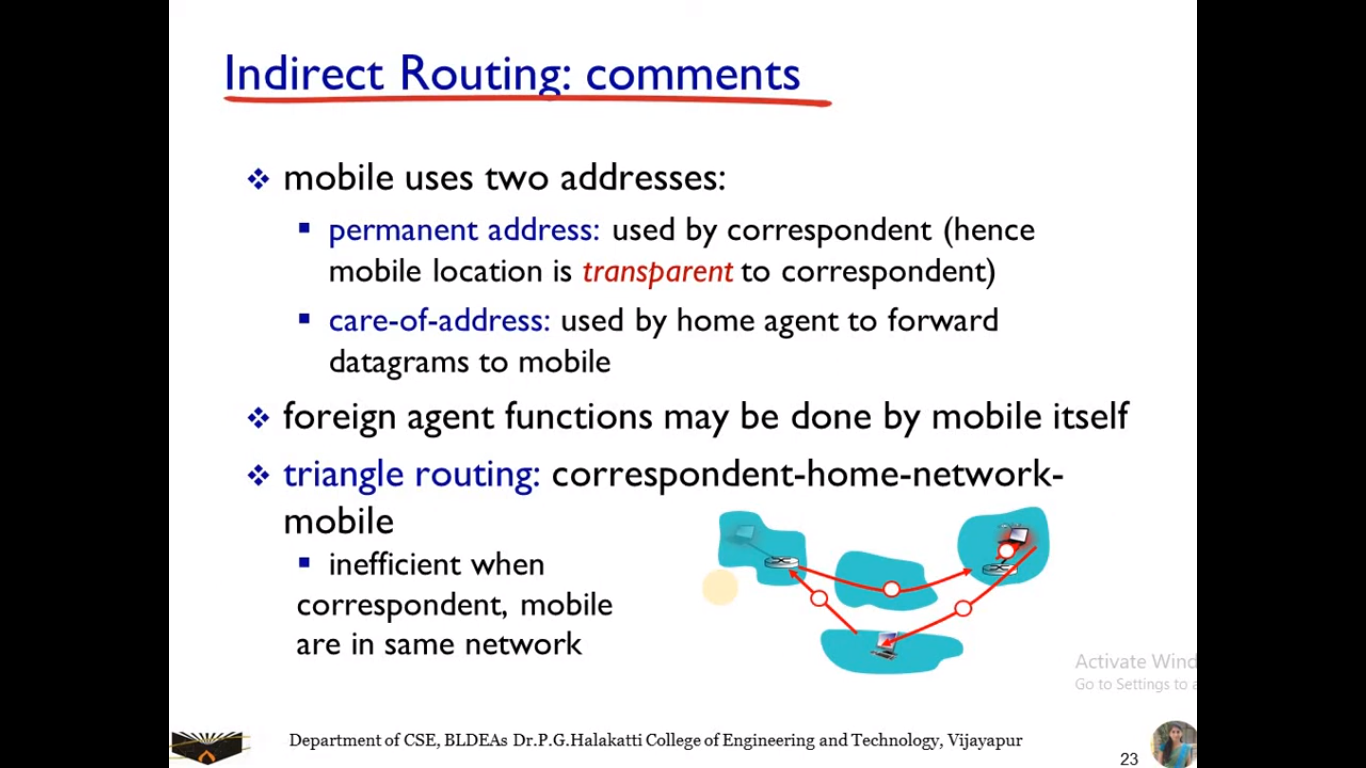 Indirect Routing: comments
mobile uses two addresses:
permanent address: used by correspondent (hence
mobile location is transparent to correspondent)
care-of-address: used by home agent to forward
datagrams to mobile
foreign agent functions may be done by mobile itself
triangle routing: correspondent-home-network-
mobile
inefficient when
correspondent, mobile
are in same network
Activate Wind
Go to Settings to a
Department of CSE, BLDEAs Dr.P.G.Halakatti College of Engineering and Technology, Vijayapur
23